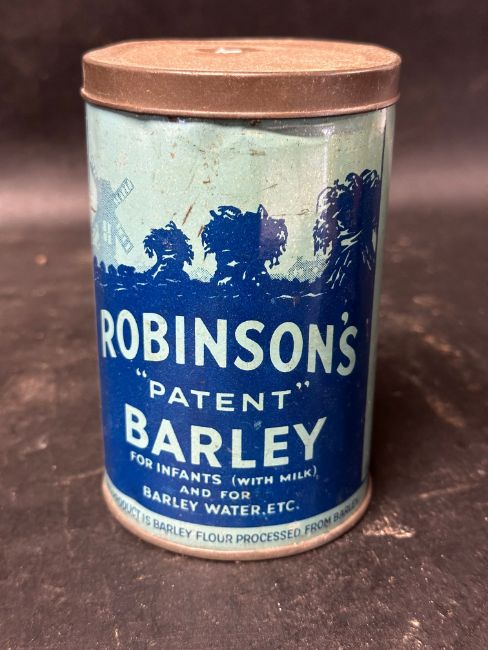 ROBINSON'S
"PATENT"
BARLEY
FOR INFANTS (WITH MILK)
AND FOR
BARLEY WATER, ETC.
PRODUCT IS BARLEY FLOUR PROCESSED FROM BARLEY